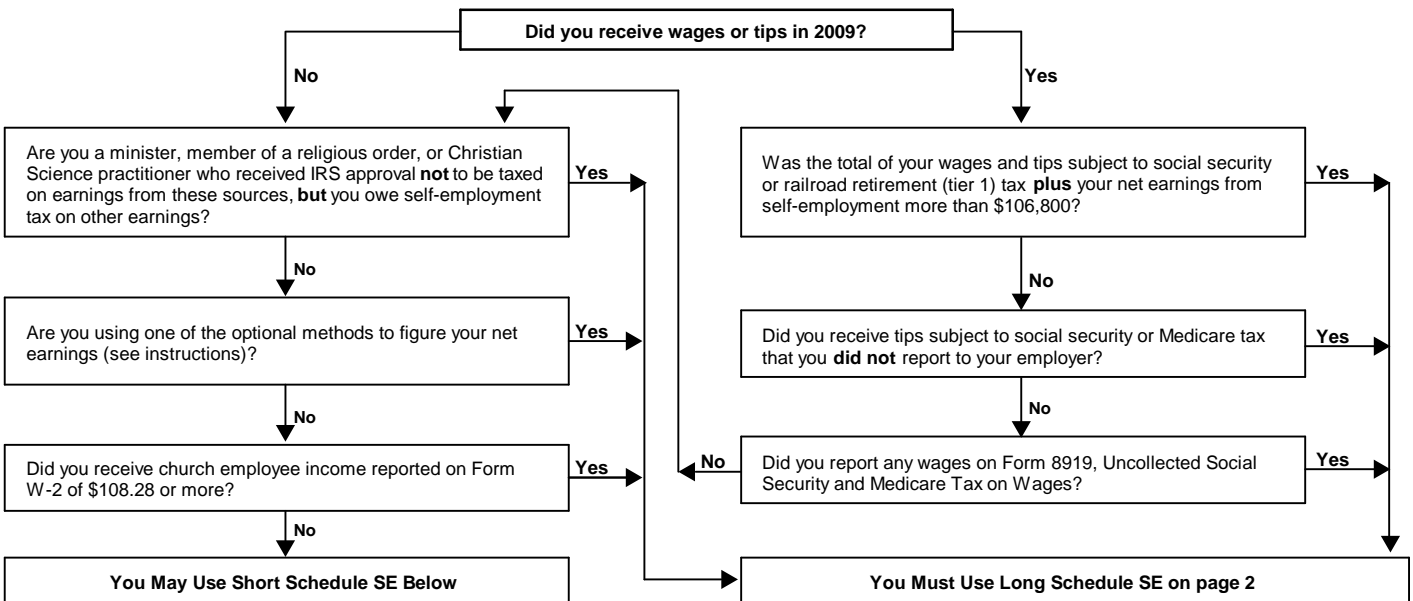 Did you receive wages or tips in 2009?
No
Yes
Are you a minister, member of a religious order, or Christian
Science practitioner who received IRS approval not to be taxed
on earnings from these sources, but you owe self-employment
tax on other earnings?
Yes
Was the total of your wages and tips subject to social security
or railroad retirement (tier 1) tax plus your net earnings from
self-employment more than $106,800?
Yes
No
No
Are you using one of the optional methods to figure your net
earnings (see instructions)?
Yes
Did you receive tips subject to social security or Medicare tax
that you did not report to your employer?
Yes
No
No
Did you receive church employee income reported on Form
W-2 of $108.28 or more?
Yes
No
Did you report any wages on Form 8919, Uncollected Social
Security and Medicare Tax on Wages?
Yes
No
You May Use Short Schedule SE Below
You Must Use Long Schedule SE on page 2